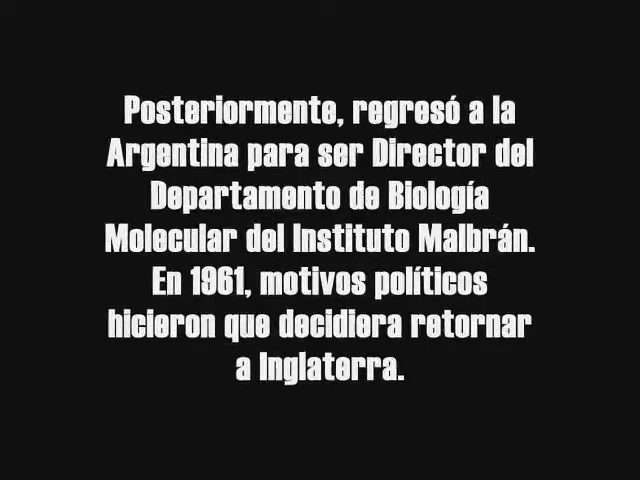 Posteriormente, regresó a la
Argentina para ser Director del
Departamento de Biología
Molecular del Instituto Malbrán.
En 1961, motivos políticos
hicieron que decidiera retornar
a Inglaterra.